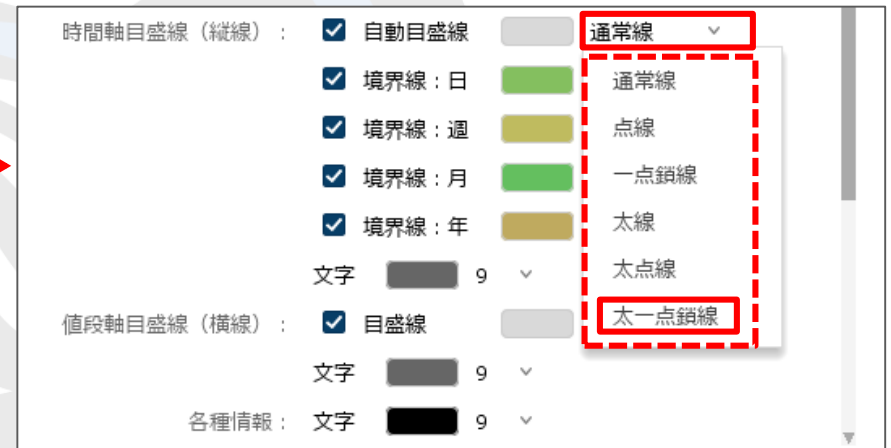 時間軸目盛線（縦線）： 自動目盛線 通常線
境界線：日 通常線
境界線：週 点線
境界線：月 一点鎖線
境界線：年 太線
文字 9 太点線
値段軸目盛線（横線）： 目盛線 太一点鎖線
文字 9
各種情報： 文字 9